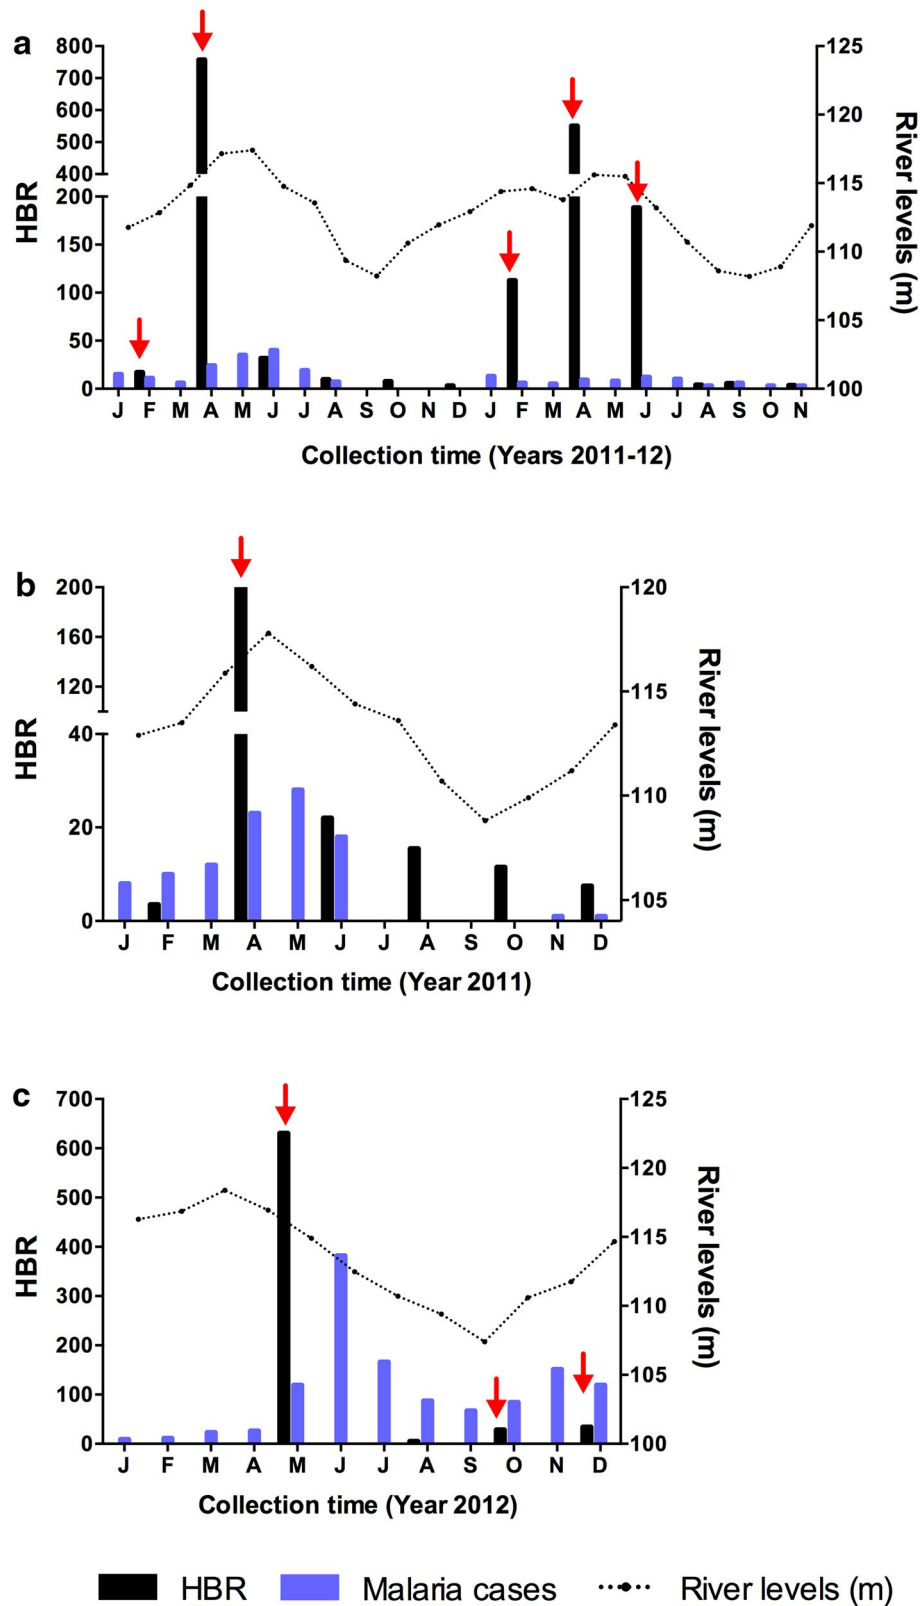 a
800
700
600
500
400
200
150
100
50
0
HBR
125
120
115
110
105
100
River levels (m)
J F M A M J J A S O N D J F M A M J J A S O N
Collection time (Years 2011-12)
b
200
160
120
40
20
0
HBR
120
115
110
105
River levels (m)
J F M A M J J A S O N D
Collection time (Year 2011)
c
700
600
500
400
300
200
100
0
HBR
125
120
115
110
105
100
River levels (m)
J F M A M J J A S O N D
Collection time (Year 2012)
HBR Malaria cases River levels (m)